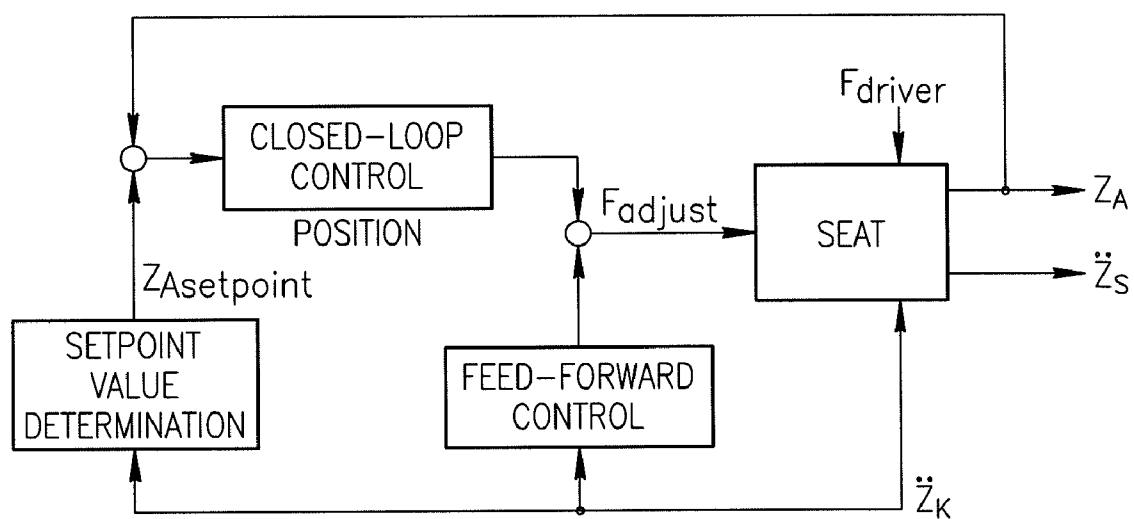 Fdriver
CLOSED-LOOP
CONTROL
POSITION
Fadjust
SEAT
ZA
Z̈S
ZAsetpoint
SETPOINT
VALUE
DETERMINATION
FEED-FORWARD
CONTROL
Z̈K